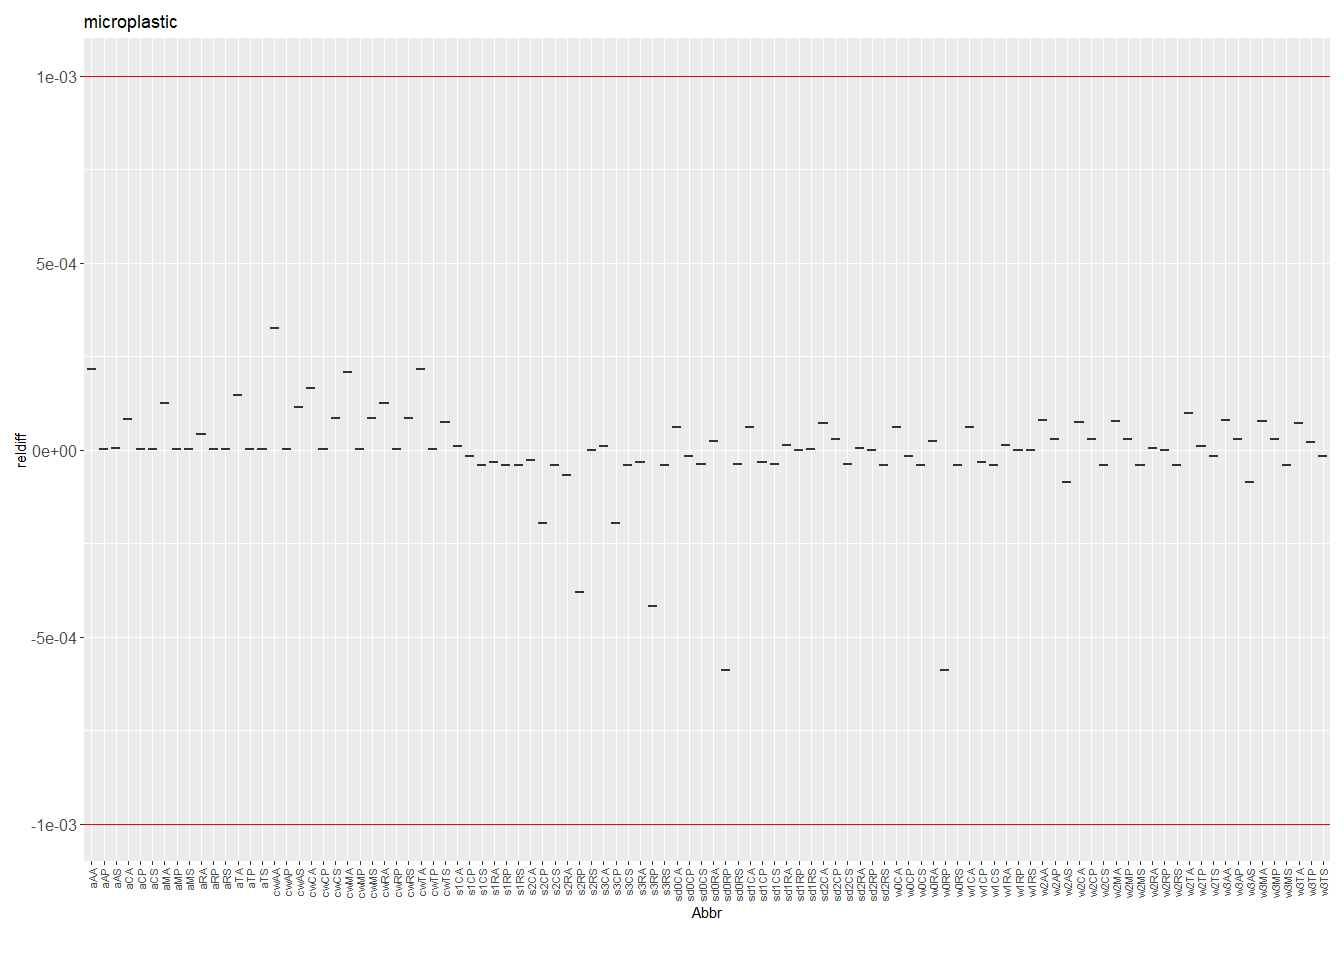 microplastic
1e-03
5e-04
0e+00
-5e-04
-1e-03
reldiff
aAA
aAP
aAS
aCA
aCP
aCS
aMA
aMP
aMS
aRA
aRP
aRS
aTA
aTP
aTS
cwAA
cwAP
cwAS
cwCA
cwCP
cwCS
cwMA
cwMP
cwMS
cwRA
cwRP
cwRS
cwTA
cwTP
cwTS
s1CA
s1CP
s1CS
s1RA
s1RP
s1RS
s2CA
s2CP
s2CS
s2RA
s2RP
s2RS
s3CA
s3CP
s3CS
s3RA
s3RP
s3RS
sd0CA
sd0CP
sd0CS
sd0RA
sd0RP
sd0RS
sd1CA
sd1CP
sd1CS
sd1RA
sd1RP
sd1RS
sd2CA
sd2CP
sd2CS
sd2RA
sd2RP
sd2RS
w0CA
w0CP
w0CS
w0RA
w0RP
w0RS
w1CA
w1CP
w1CS
w1RA
w1RP
w1RS
w2AA
w2AP
w2AS
w2CA
w2CP
w2CS
w2MA
w2MP
w2MS
w2RA
w2RP
w2RS
w2TA
w2TP
w2TS
w3AA
w3AP
w3AS
w3MA
w3MP
w3MS
w3TA
w3TP
w3TS
Abbr